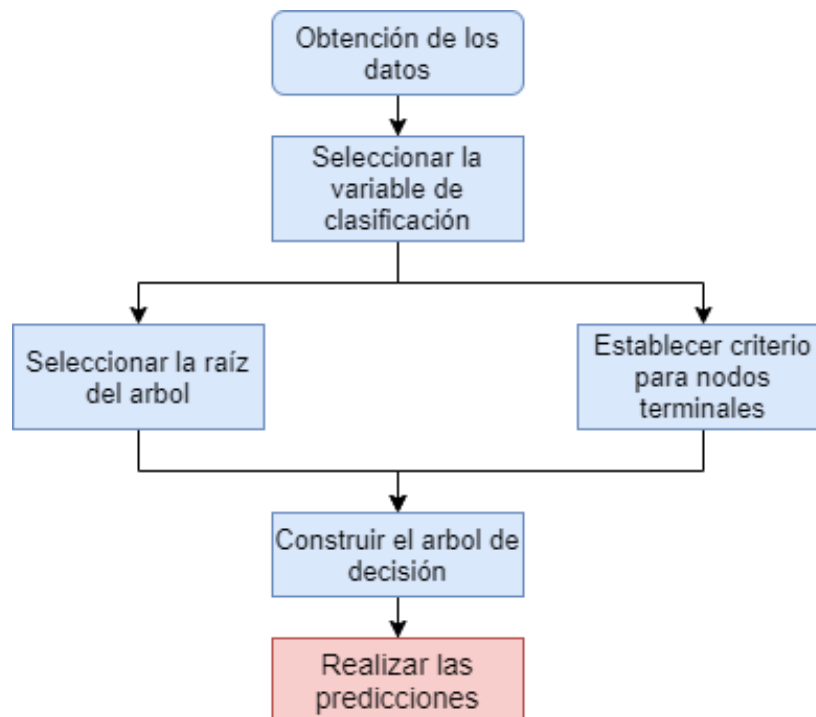 Obtención de los
datos
Seleccionar la
variable de
clasificación
Seleccionar la raíz
del arbol
Establecer criterio
para nodos
terminales
Construir el arbol de
decisión
Realizar las
predicciones